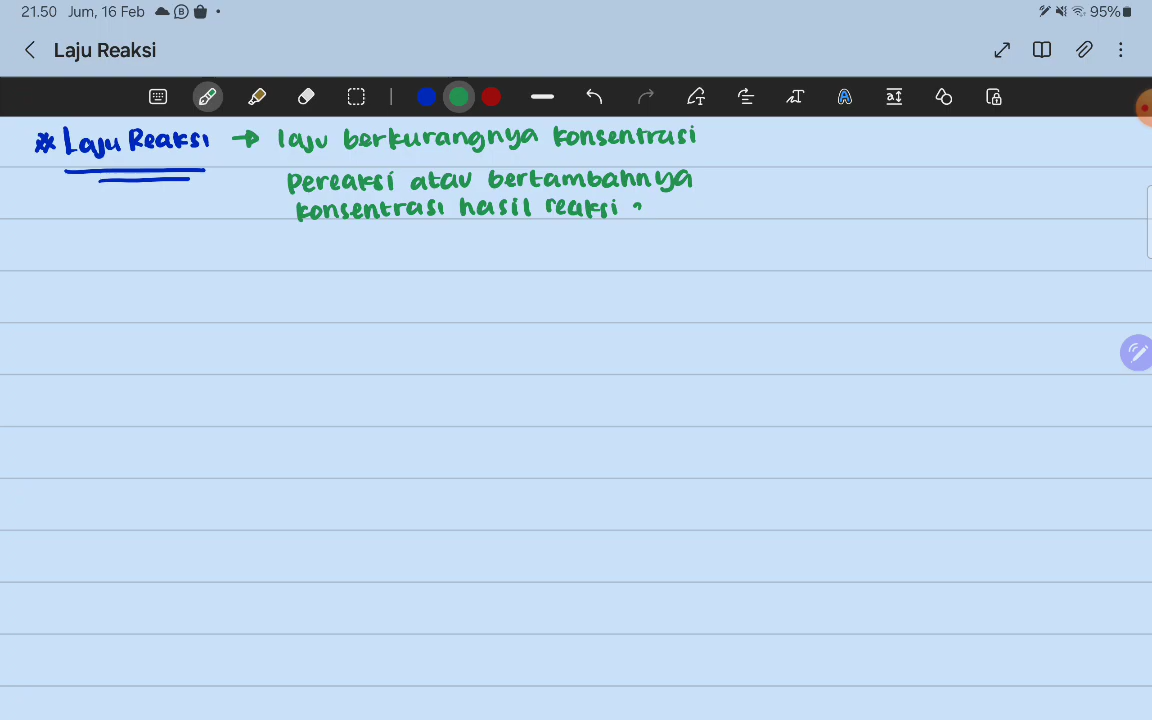 21.50 Jum, 16 Feb
95%
Laju Reaksi
* Laju Reaksi → laju berkurangnya konsentrasi
Pereaksi atau bertambahnya
konsentrasi hasil reaksi